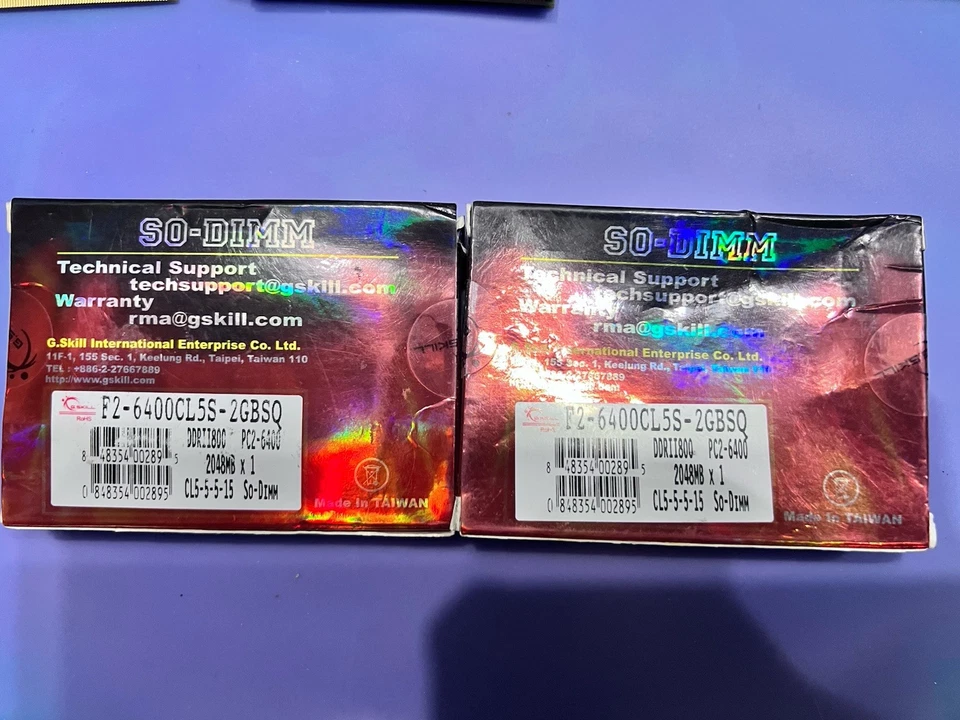 SO-DIMM
Technical Support
techsupport@gskill.com
Warranty
rma@gskill.com
G.Skill International Enterprise Co. Ltd.
11F-1, 155 Sec. 1, Keelung Rd., Taipei, Taiwan 110
TEL : +886-2-27667889
http://www.gskill.com
G.SKILL
RoHS
F2-6400CL5S-2GBSQ
DDRII800 PC2-6400
8 48354 00289 5
2048MB x 1
0 848354 002895
CL5-5-5-15 So-DIMM
Made in TAIWAN
SO-DIMM
Technical Support
techsupport@gskill.com
Warranty
rma@gskill.com
International Enterprise Co. Ltd.
155 Sec. 1, Keelung Rd., Taipei, Taiwan
27667889
F2-6400CL5S-2GBSQ
DDRII800 PC2-6400
8 48354 00289 5
2048MB x 1
0 848354 002895
CL5-5-5-15 So-DIMM
Made in TAIWAN